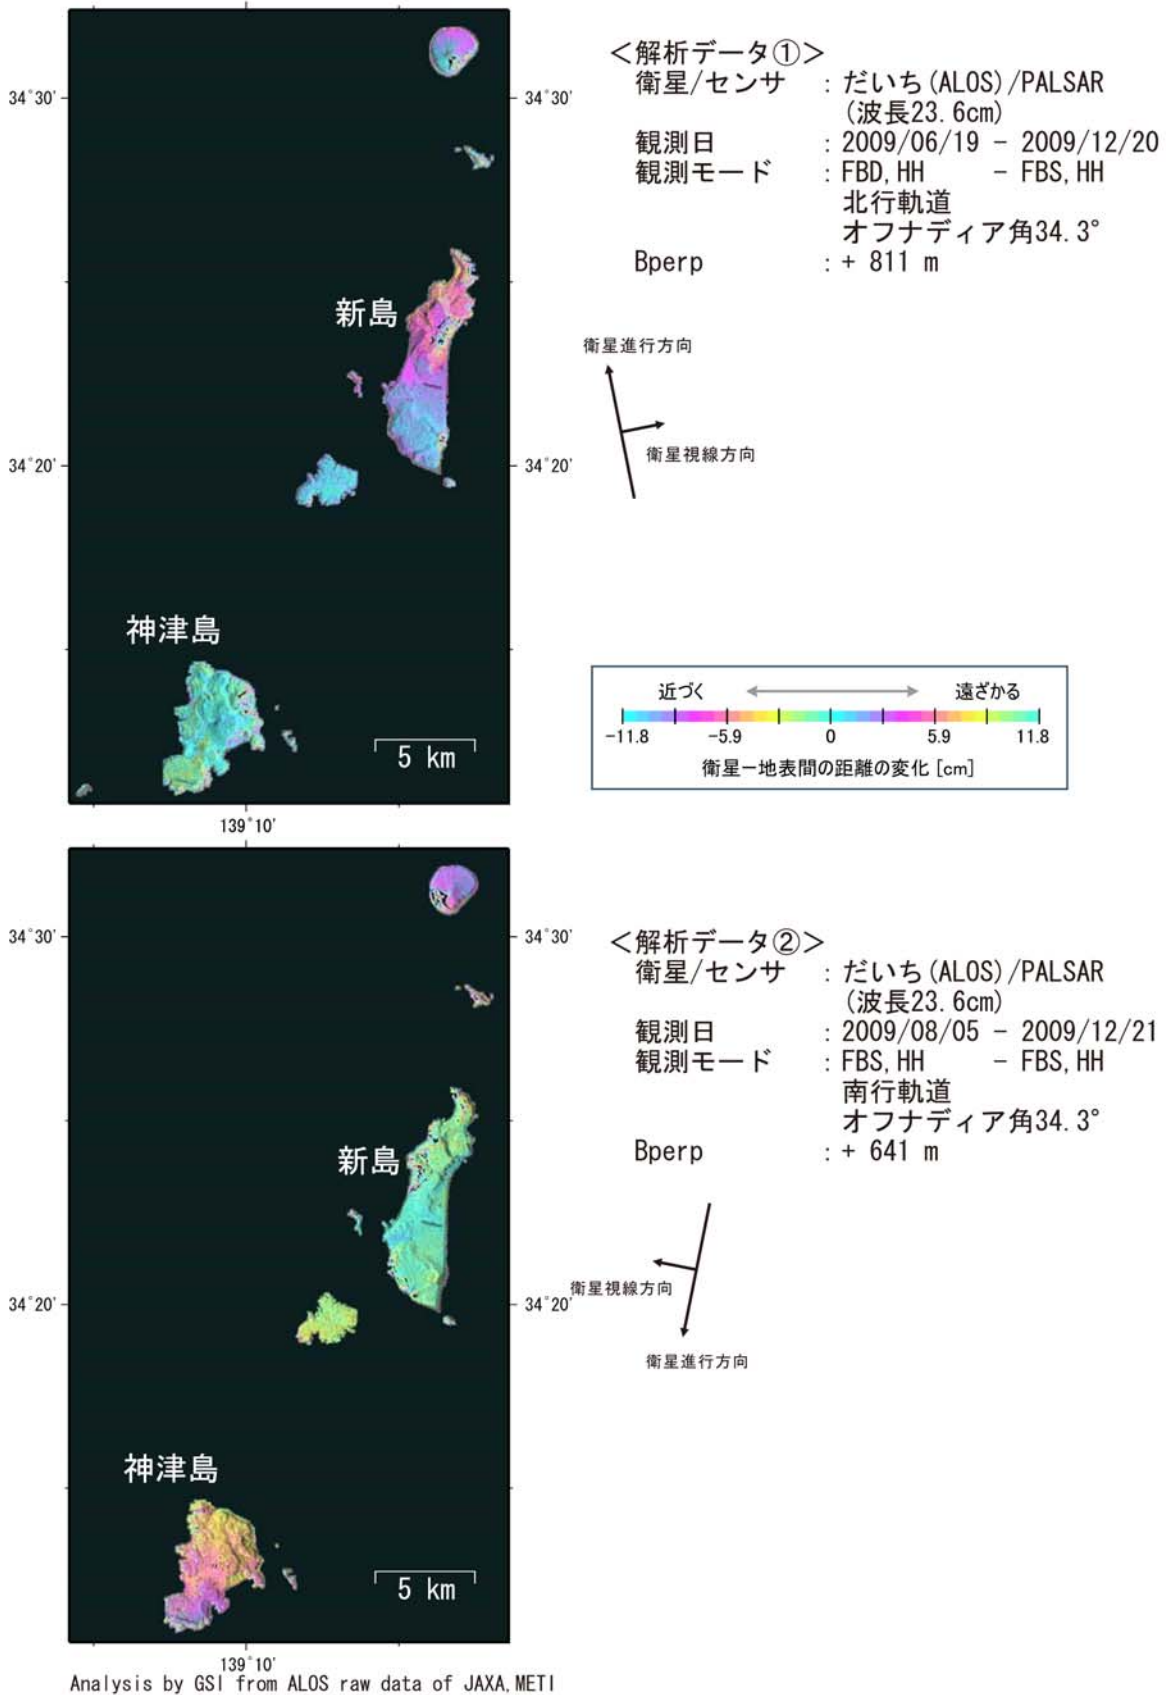 <解析データ①>
衛星/センサ : だいち(ALOS)/PALSAR
(波長23.6cm)
観測日 : 2009/06/19 - 2009/12/20
観測モード : FBD,HH - FBS,HH
北行軌道
オフナディア角34.3°
Bperp : + 811 m
34°30' 34°30'
新島
衛星進行方向
衛星視線方向
34°20' 34°20'
神津島
5 km
139°10'
近づく 遠ざかる
-11.8 -5.9 0 5.9 11.8
衛星-地表間の距離の変化 [cm]
<解析データ②>
衛星/センサ : だいち(ALOS)/PALSAR
(波長23.6cm)
観測日 : 2009/08/05 - 2009/12/21
観測モード : FBS,HH - FBS,HH
南行軌道
オフナディア角34.3°
Bperp : + 641 m
34°30' 34°30'
新島
衛星視線方向
衛星進行方向
34°20' 34°20'
神津島
5 km
139°10'
Analysis by GSI from ALOS raw data of JAXA,METI